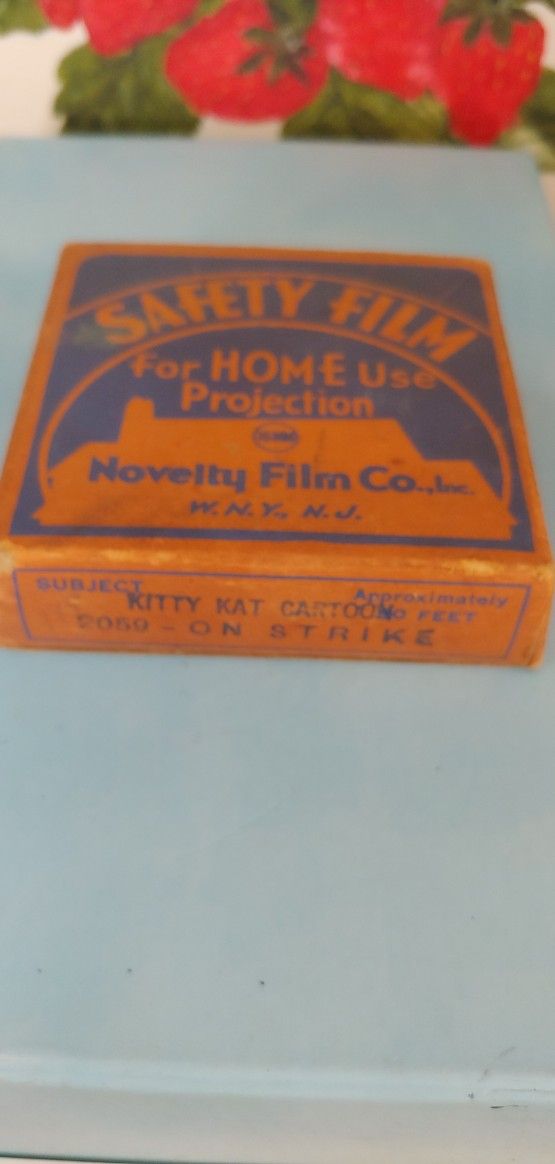 SAFETY FILM
For HOME Use
Projection
Novelty Film Co., Inc.
W.N.Y., N.J.
SUBJECT
Approximately
KITTY KAT CARTOON
FEET
2059 - ON STRIKE